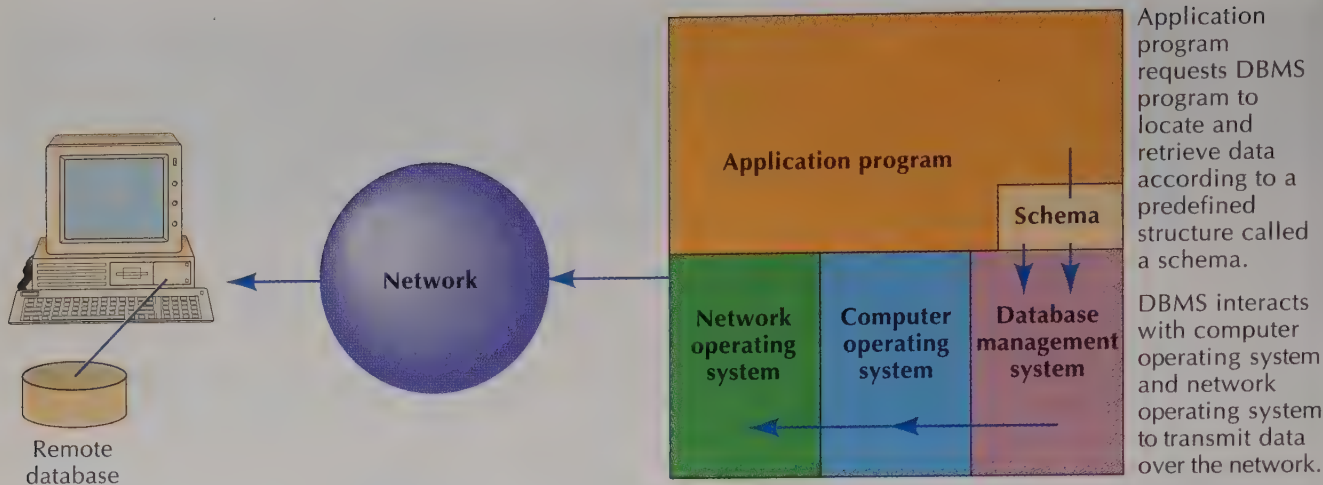 Application program
Schema
Network
Network
operating
system
Computer
operating
system
Database
management
system
Remote
database
Application
program
requests DBMS
program to
locate and
retrieve data
according to a
predefined
structure called
a schema.
DBMS interacts
with computer
operating system
and network
operating system
to transmit data
over the network.